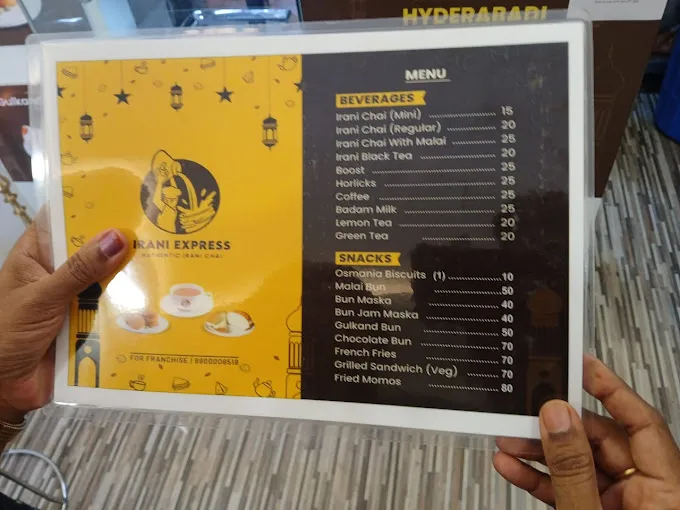 HYDERABADI
Gulkand
IRANI EXPRESS
AUTHENTIC IRANI CHAI
FOR FRANCHISE /
MENU
BEVERAGES
Irani Chai (Mini) 15
Irani Chai (Regular) 20
Irani Chai With Malai 25
Irani Black Tea 20
Boost 25
Horlicks 25
Coffee 25
Badam Milk 25
Lemon Tea 20
Green Tea 20
SNACKS
Osmania Biscuits (1) 10
Malai Bun 50
Bun Maska 40
Bun Jam Maska 40
Gulkand Bun 50
Chocolate Bun 70
French Fries 70
Grilled Sandwich (Veg) 70
Fried Momos 80